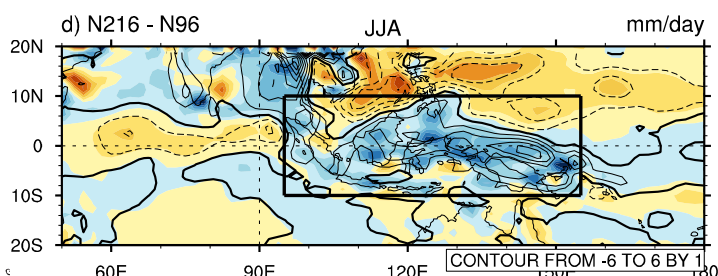 d) N216 - N96 JJA mm/day
20N
10N
0
10S
20S
CONTOUR FROM -6 TO 6 BY 1
60E 90E 120E